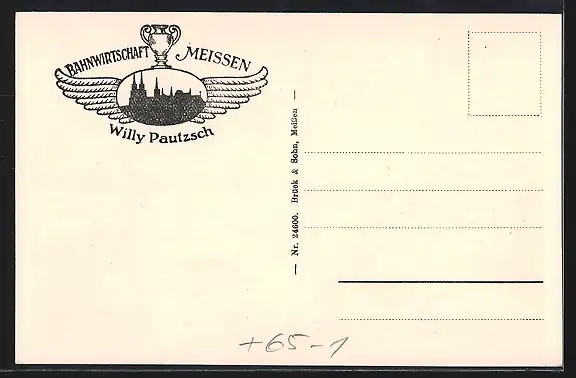 BAHNWIRTSCHAFT MEISSEN
Willy Pautzsch
— Nr. 24600. Brück & Sohn, Meißen —
+65-1